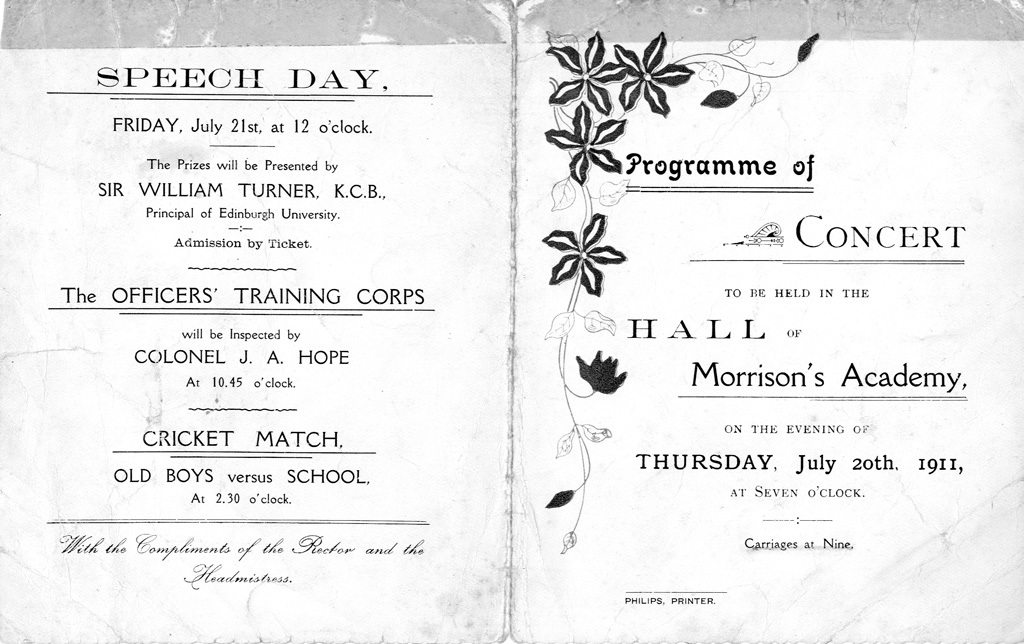 SPEECH DAY,
FRIDAY, July 21st, at 12 o'clock.
The Prizes will be Presented by
SIR WILLIAM TURNER, K.C.B.,
Principal of Edinburgh University.
Admission by Ticket.
The OFFICERS' TRAINING CORPS
will be Inspected by
COLONEL J. A. HOPE
At 10.45 o'clock.
CRICKET MATCH,
OLD BOYS versus SCHOOL,
At 2.30 o'clock.
With the Compliments of the Rector and the
Headmistress.
Programme of
CONCERT
TO BE HELD IN THE
HALL OF
Morrison's Academy,
ON THE EVENING OF
THURSDAY, July 20th, 1911,
AT SEVEN O'CLOCK.
Carriages at Nine.
PHILIPS, PRINTER.